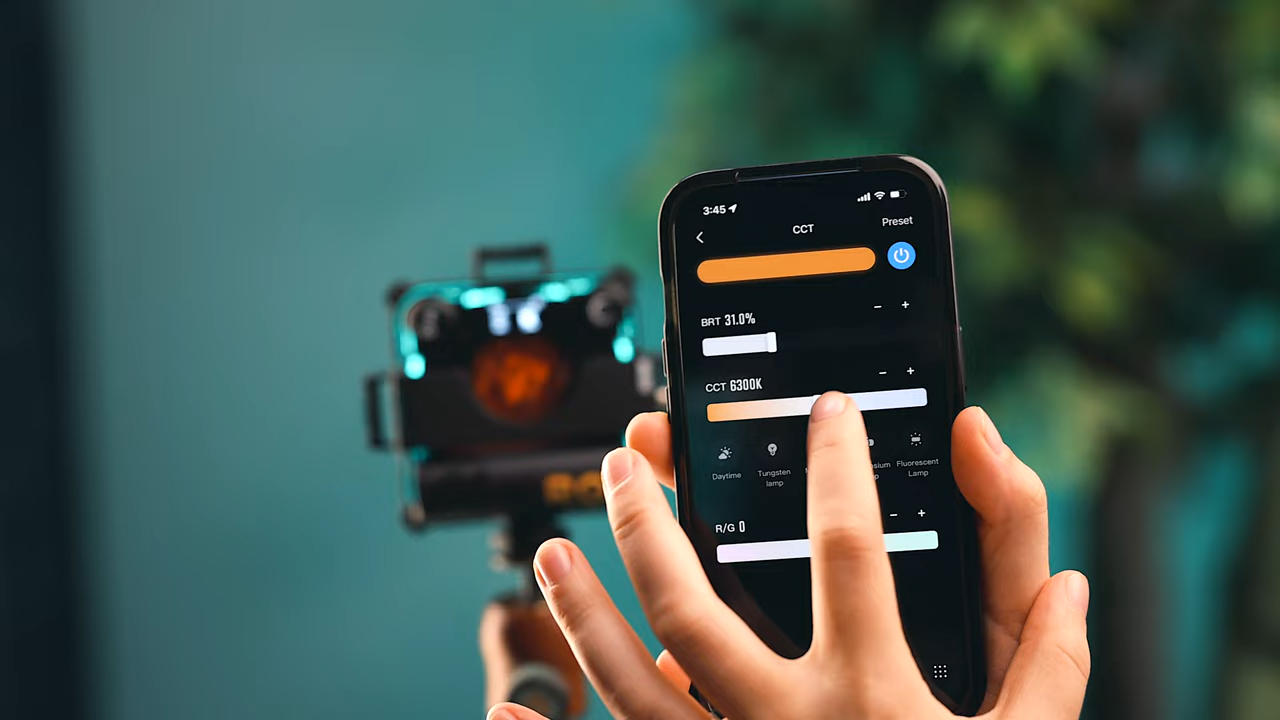 3:45
CCT
Preset
BRT 31.0%
− +
CCT 6300K
− +
Daytime
Tungsten lamp
Fluorescent Lamp
R/G 0
− +